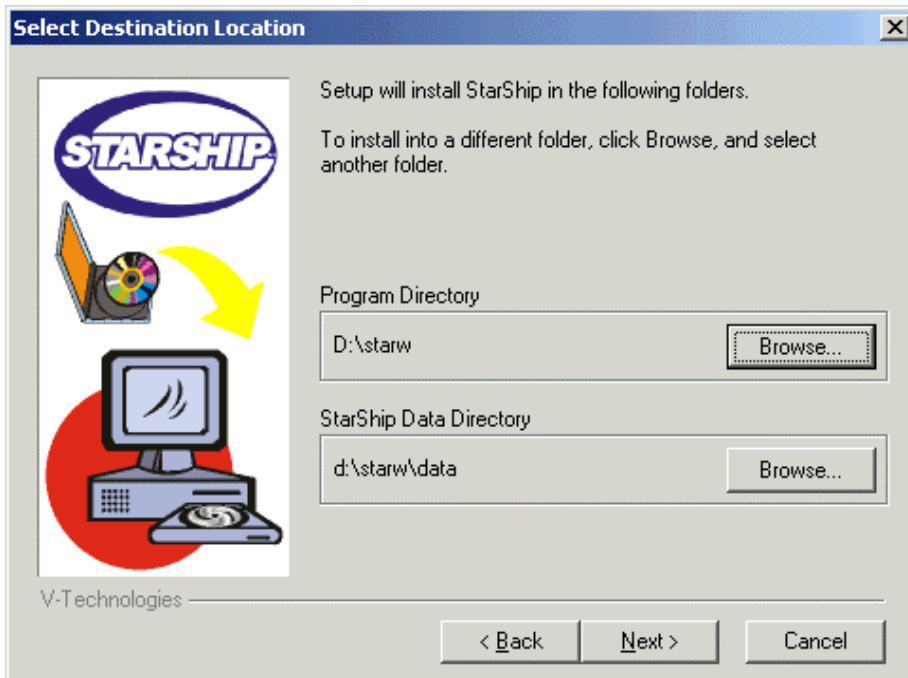 Select Destination Location
STARSHIP
Setup will install StarShip in the following folders.
To install into a different folder, click Browse, and select
another folder.
Program Directory
D:\starw
Browse...
StarShip Data Directory
d:\starw\data
Browse...
V-Technologies
< Back
Next >
Cancel